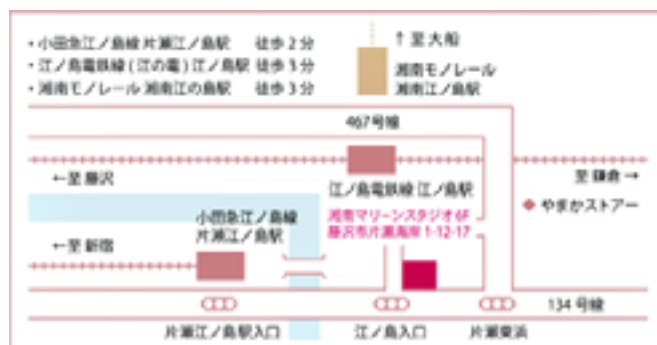 ・小田急江ノ島線 片瀬江ノ島駅 徒歩2分
・江ノ島電鉄線(江の電)江ノ島駅 徒歩3分
・湘南モノレール 湘南江の島駅 徒歩3分
↑至大船
湘南モノレール
湘南江ノ島駅
467号線
←至藤沢
江ノ島電鉄線 江ノ島駅
至鎌倉→
やまかストアー
小田急江ノ島線
片瀬江ノ島駅
湘南マリーンスタジオ6F
藤沢市片瀬海岸1-12-17
←至新宿
134号線
片瀬江ノ島駅入口
江ノ島入口
片瀬東浜